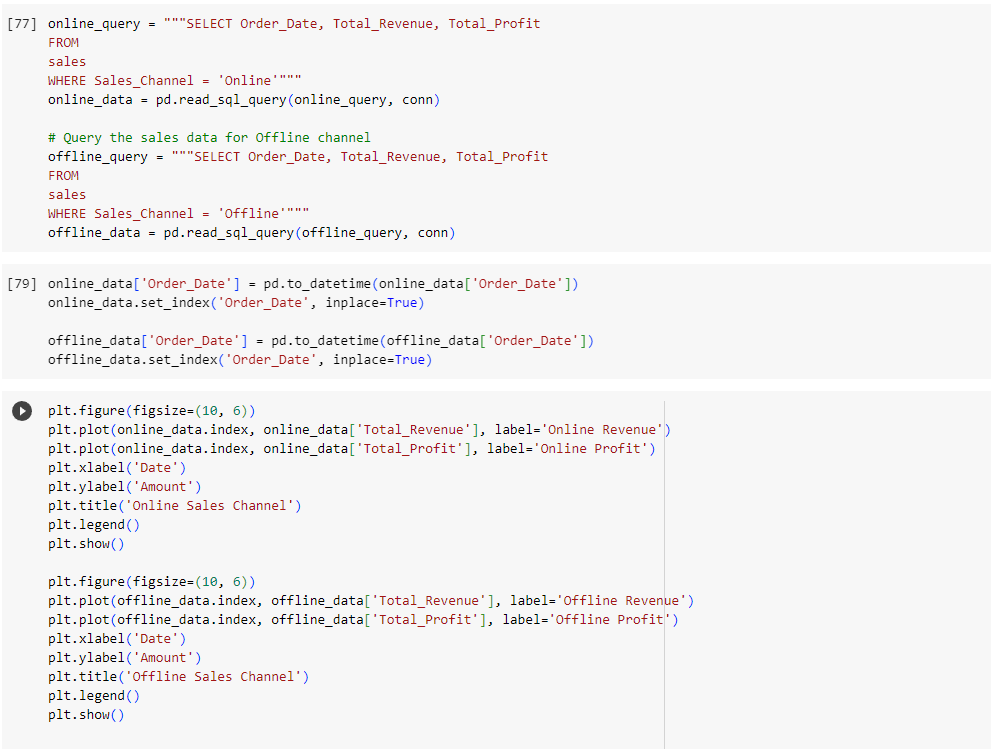 [77] online_query = """SELECT Order_Date, Total_Revenue, Total_Profit
FROM
sales
WHERE Sales_Channel = 'Online'"""
online_data = pd.read_sql_query(online_query, conn)
# Query the sales data for Offline channel
offline_query = """SELECT Order_Date, Total_Revenue, Total_Profit
FROM
sales
WHERE Sales_Channel = 'Offline'"""
offline_data = pd.read_sql_query(offline_query, conn)
[79] online_data['Order_Date'] = pd.to_datetime(online_data['Order_Date'])
online_data.set_index('Order_Date', inplace=True)
offline_data['Order_Date'] = pd.to_datetime(offline_data['Order_Date'])
offline_data.set_index('Order_Date', inplace=True)
plt.figure(figsize=(10, 6))
plt.plot(online_data.index, online_data['Total_Revenue'], label='Online Revenue')
plt.plot(online_data.index, online_data['Total_Profit'], label='Online Profit')
plt.xlabel('Date')
plt.ylabel('Amount')
plt.title('Online Sales Channel')
plt.legend()
plt.show()
plt.figure(figsize=(10, 6))
plt.plot(offline_data.index, offline_data['Total_Revenue'], label='Offline Revenue')
plt.plot(offline_data.index, offline_data['Total_Profit'], label='Offline Profit')
plt.xlabel('Date')
plt.ylabel('Amount')
plt.title('Offline Sales Channel')
plt.legend()
plt.show()